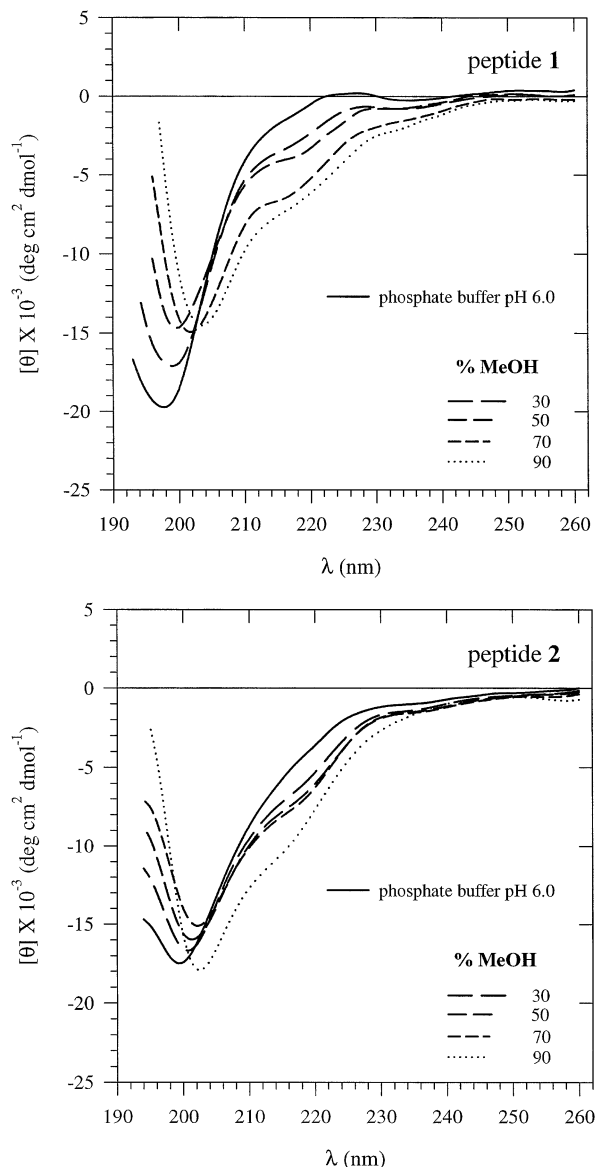 5
0
-5
-10
-15
-20
-25
[θ] X 10⁻³ (deg cm² dmol⁻¹)
peptide 1
phosphate buffer pH 6.0
% MeOH
30
50
70
90
190 200 210 220 230 240 250 260
λ (nm)
5
0
-5
-10
-15
-20
-25
[θ] X 10⁻³ (deg cm² dmol⁻¹)
peptide 2
phosphate buffer pH 6.0
% MeOH
30
50
70
90
190 200 210 220 230 240 250 260
λ (nm)